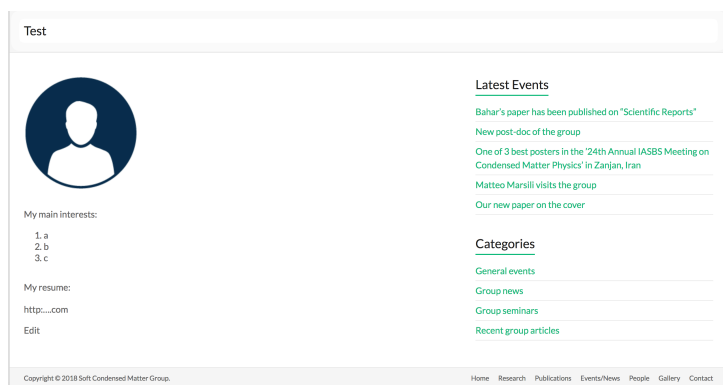 Test
My main interests:
1. a
2. b
3. c
My resume:
http:....com
Edit
Latest Events
Bahar's paper has been published on “Scientific Reports”
New post-doc of the group
One of 3 best posters in the '24th Annual IASBS Meeting on
Condensed Matter Physics' in Zanjan, Iran
Matteo Marsili visits the group
Our new paper on the cover
Categories
General events
Group news
Group seminars
Recent group articles
Copyright © 2018 Soft Condensed Matter Group.
Home Research Publications Events/News People Gallery Contact